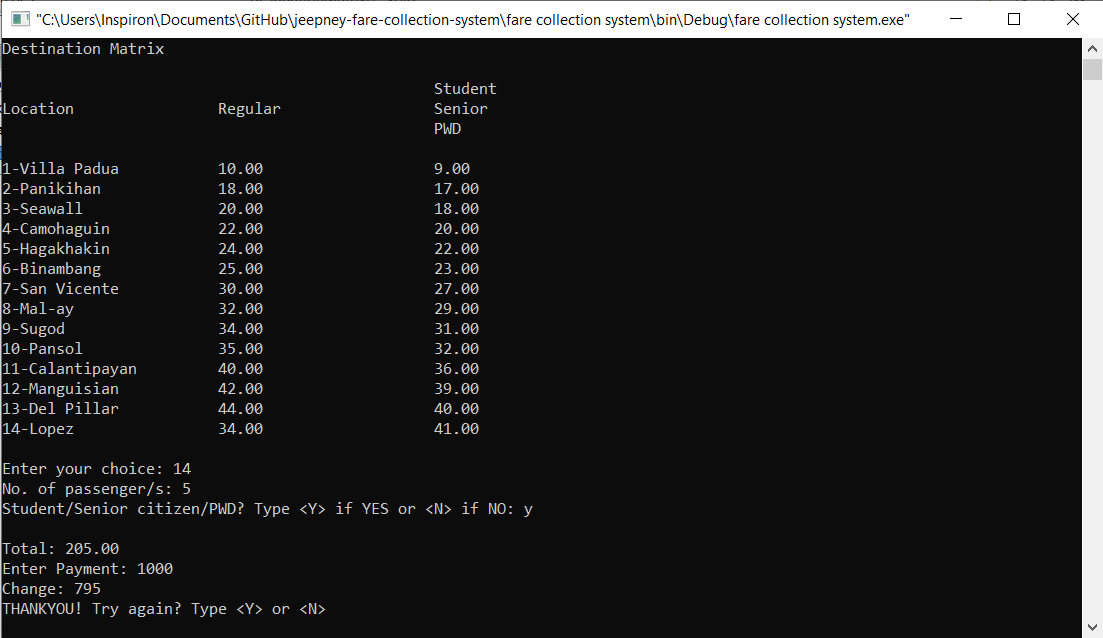 "C:\Users\Inspiron\Documents\GitHub\jeepney-fare-collection-system\fare collection system\bin\Debug\fare collection system.exe"
Destination Matrix
Student
Location Regular Senior
PWD
1-Villa Padua 10.00 9.00
2-Panikihan 18.00 17.00
3-Seawall 20.00 18.00
4-Camohaguin 22.00 20.00
5-Hagakhakin 24.00 22.00
6-Binambang 25.00 23.00
7-San Vicente 30.00 27.00
8-Mal-ay 32.00 29.00
9-Sugod 34.00 31.00
10-Pansol 35.00 32.00
11-Calantipayan 40.00 36.00
12-Manguisian 42.00 39.00
13-Del Pillar 44.00 40.00
14-Lopez 34.00 41.00
Enter your choice: 14
No. of passenger/s: 5
Student/Senior citizen/PWD? Type <Y> if YES or <N> if NO: y
Total: 205.00
Enter Payment: 1000
Change: 795
THANKYOU! Try again? Type <Y> or <N>